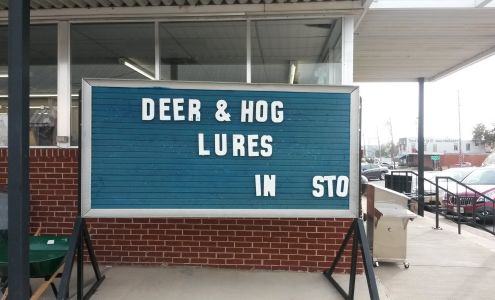 DEER & HOG
LURES
IN STO